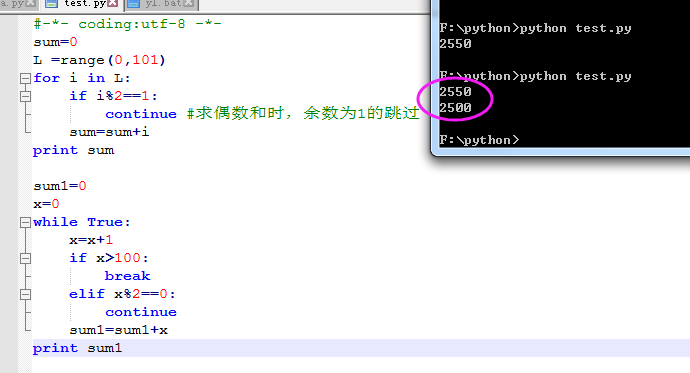 a.py test.py y1.bat
#-*- coding:utf-8 -*-
sum=0
L =range(0,101)
for i in L:
    if i%2==1:
        continue #求偶数和时，余数为1的跳过
    sum=sum+i
print sum
sum1=0
x=0
while True:
    x=x+1
    if x>100:
        break
    elif x%2==0:
        continue
    sum1=sum1+x
print sum1
F:\python>python test.py
2550
F:\python>python test.py
2550
2500
F:\python>